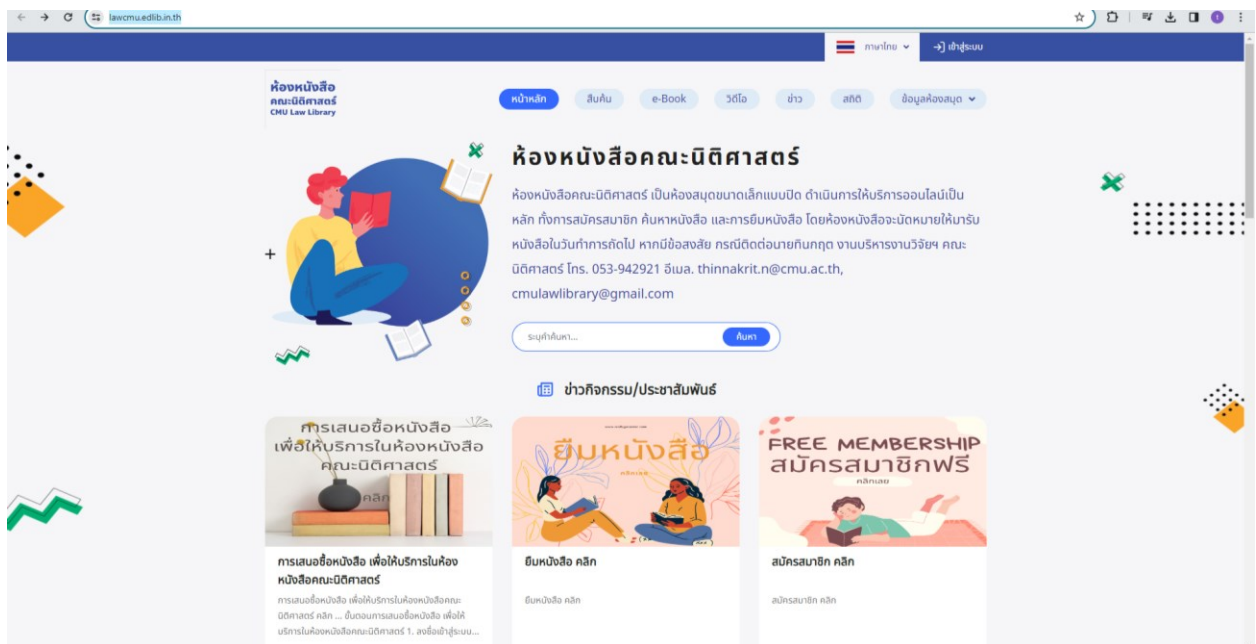 lawcmu.edlib.in.th
ภาษาไทย
เข้าสู่ระบบ
ห้องหนังสือ
คณะนิติศาสตร์
CMU Law Library
หน้าหลัก
สืบค้น
e-Book
วิดีโอ
ข่าว
สถิติ
ข้อมูลห้องสมุด
ห้องหนังสือคณะนิติศาสตร์
ห้องหนังสือคณะนิติศาสตร์ เป็นห้องสมุดขนาดเล็กแบบปิด ดำเนินการให้บริการออนไลน์เป็น
หลัก ทั้งการสมัครสมาชิก ค้นหาหนังสือ และการยืมหนังสือ โดยห้องหนังสือจะนัดหมายให้มารับ
หนังสือในวันทำการถัดไป หากมีข้อสงสัย กรณีติดต่อนายทินกฤต งานบริหารงานวิจัยฯ คณะ
นิติศาสตร์ โทร. 053-942921 อีเมล. thinnakrit.n@cmu.ac.th,
cmulawlibrary@gmail.com
ระบุคำค้นหา...
ค้นหา
ข่าวกิจกรรม/ประชาสัมพันธ์
การเสนอซื้อหนังสือ
เพื่อให้บริการในห้องหนังสือ
คณะนิติศาสตร์
คลิก
ยืมหนังสือ
คลิกเลย
FREE MEMBERSHIP
สมัครสมาชิกฟรี
คลิกเลย
การเสนอซื้อหนังสือ เพื่อให้บริการในห้อง
หนังสือคณะนิติศาสตร์
การเสนอซื้อหนังสือ เพื่อให้บริการในห้องหนังสือคณะ
นิติศาสตร์ คลิก ... ขั้นตอนการเสนอซื้อหนังสือ เพื่อให้
บริการในห้องหนังสือคณะนิติศาสตร์ 1. ลงชื่อเข้าสู่ระบบ...
ยืมหนังสือ คลิก
ยืมหนังสือ คลิก
สมัครสมาชิก คลิก
สมัครสมาชิก คลิก